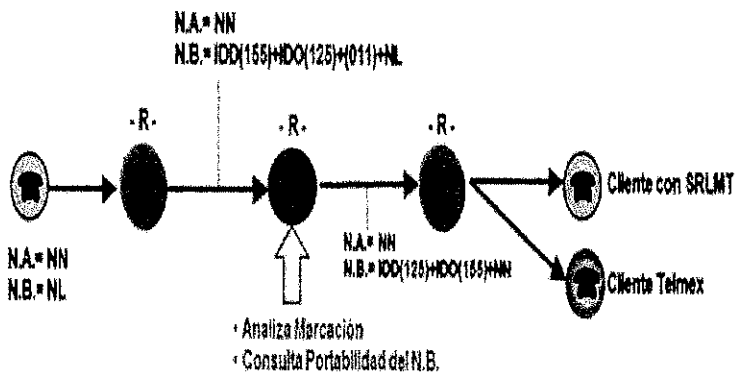 N.A.= NN
N.B.= IDD(155)+IDO(125)+(011)+NL
- R -
- R -
- R -
Cliente con SRLMT
N.A.= NN
N.B.= NL
N.A.= NN
N.B.= IDD(125)+IDO(155)+NN
Cliente Telmex
• Analiza Marcación
• Consulta Portabilidad del N.B.